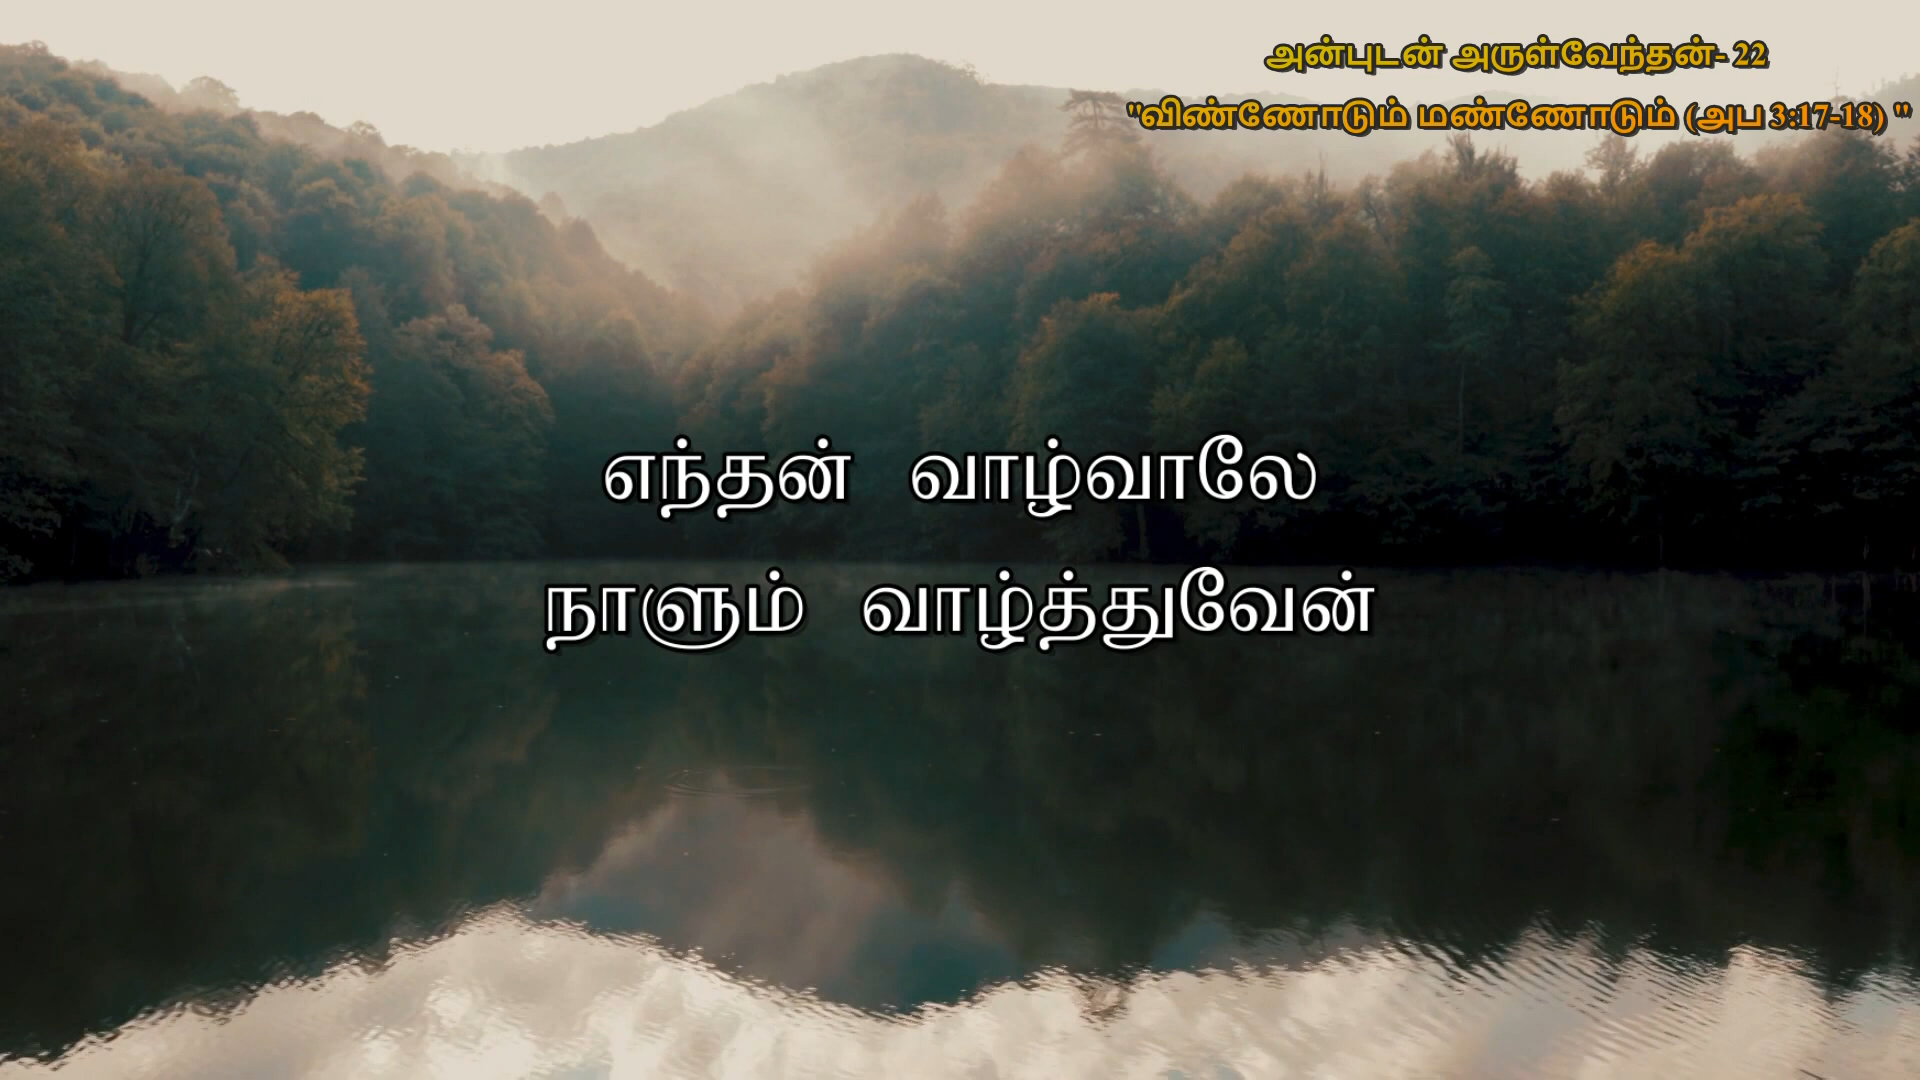 அன்புடன் அருள்வேந்தன்- 22
"விண்ணோடும் மண்ணோடும் (அப 3:17-18) "
எந்தன் வாழ்வாலே
நாளும் வாழ்த்துவேன்